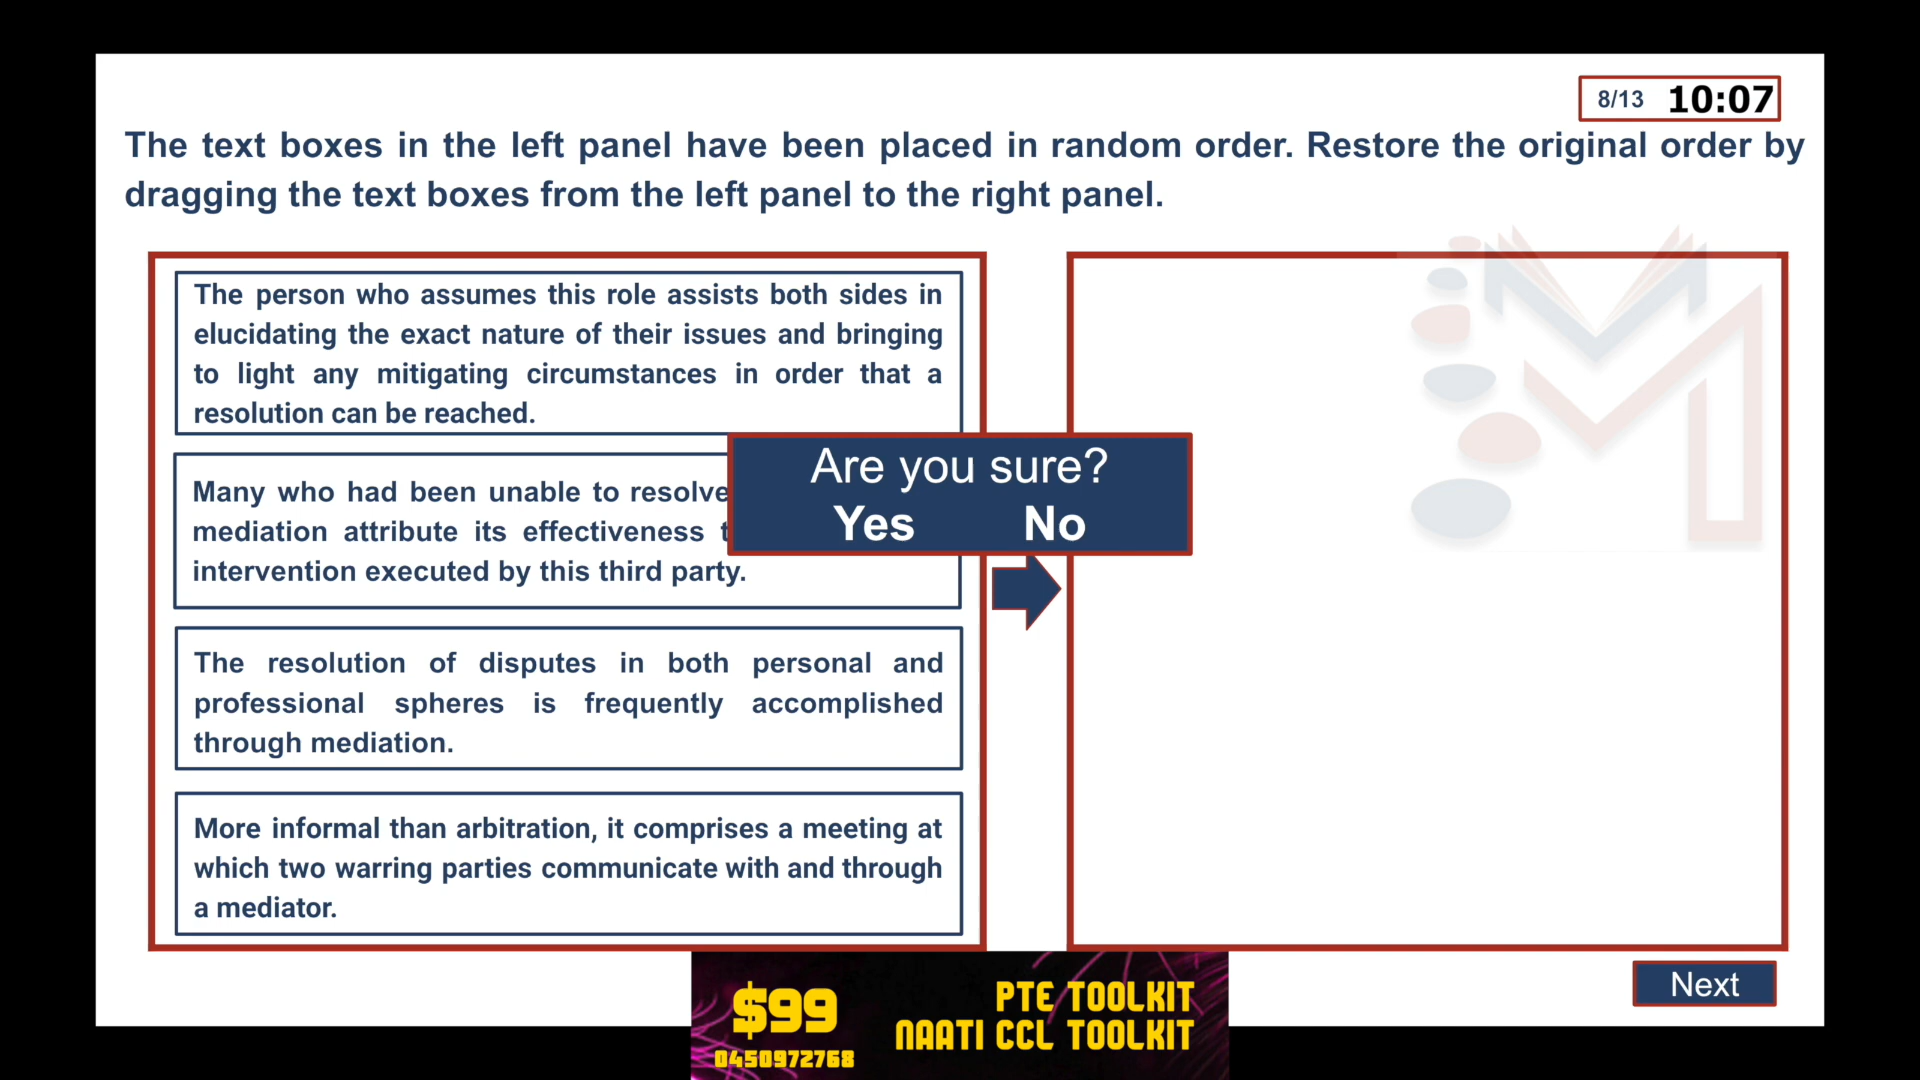 8/13 10:07
The text boxes in the left panel have been placed in random order. Restore the original order by
dragging the text boxes from the left panel to the right panel.
The person who assumes this role assists both sides in
elucidating the exact nature of their issues and bringing
to light any mitigating circumstances in order that a
resolution can be reached.
Many who had been unable to resolve
mediation attribute its effectiveness
intervention executed by this third party.
Are you sure?
Yes No
The resolution of disputes in both personal and
professional spheres is frequently accomplished
through mediation.
More informal than arbitration, it comprises a meeting at
which two warring parties communicate with and through
a mediator.
Next
$99
0450972768
PTE TOOLKIT
NAATI CCL TOOLKIT